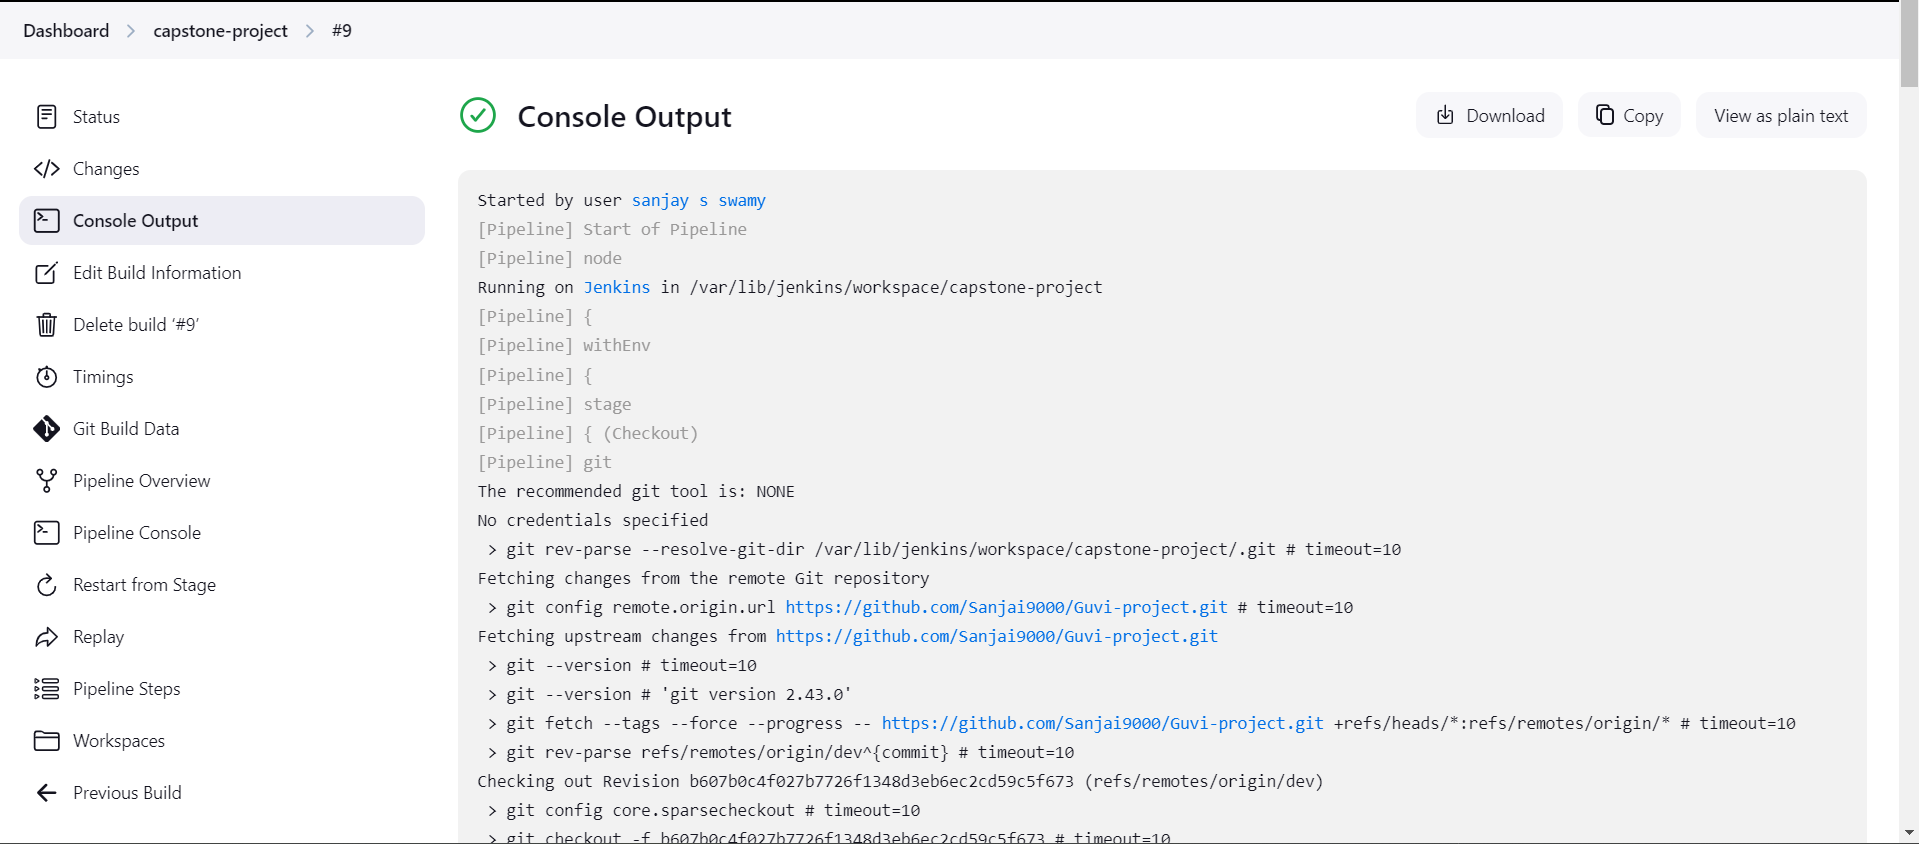 Dashboard > capstone-project > #9
Status
Changes
Console Output
Edit Build Information
Delete build ‘#9’
Timings
Git Build Data
Pipeline Overview
Pipeline Console
Restart from Stage
Replay
Pipeline Steps
Workspaces
Previous Build
Console Output
Download
Copy
View as plain text
Started by user sanjay s swamy
[Pipeline] Start of Pipeline
[Pipeline] node
Running on Jenkins in /var/lib/jenkins/workspace/capstone-project
[Pipeline] {
[Pipeline] withEnv
[Pipeline] {
[Pipeline] stage
[Pipeline] { (Checkout)
[Pipeline] git
The recommended git tool is: NONE
No credentials specified
> git rev-parse --resolve-git-dir /var/lib/jenkins/workspace/capstone-project/.git # timeout=10
Fetching changes from the remote Git repository
> git config remote.origin.url https://github.com/Sanjai9000/Guvi-project.git # timeout=10
Fetching upstream changes from https://github.com/Sanjai9000/Guvi-project.git
> git --version # timeout=10
> git --version # 'git version 2.43.0'
> git fetch --tags --force --progress -- https://github.com/Sanjai9000/Guvi-project.git +refs/heads/*:refs/remotes/origin/* # timeout=10
> git rev-parse refs/remotes/origin/dev^{commit} # timeout=10
Checking out Revision b607b0c4f027b7726f1348d3eb6ec2cd59c5f673 (refs/remotes/origin/dev)
> git config core.sparsecheckout # timeout=10
> git checkout -f b607b0c4f027b7726f1348d3eb6ec2cd59c5f673 # timeout=10